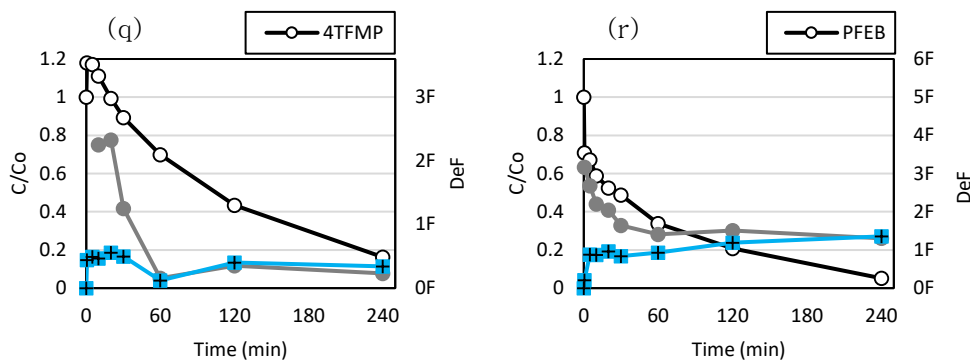 (q)
4TFMP
1.2
1
0.8
0.6
0.4
0.2
0
C/Co
3F
2F
1F
0F
DeF
0
60
120
180
240
Time (min)
(r)
PFEB
1.2
1
0.8
0.6
0.4
0.2
0
C/Co
6F
5F
4F
3F
2F
1F
0F
DeF
0
60
120
180
240
Time (min)